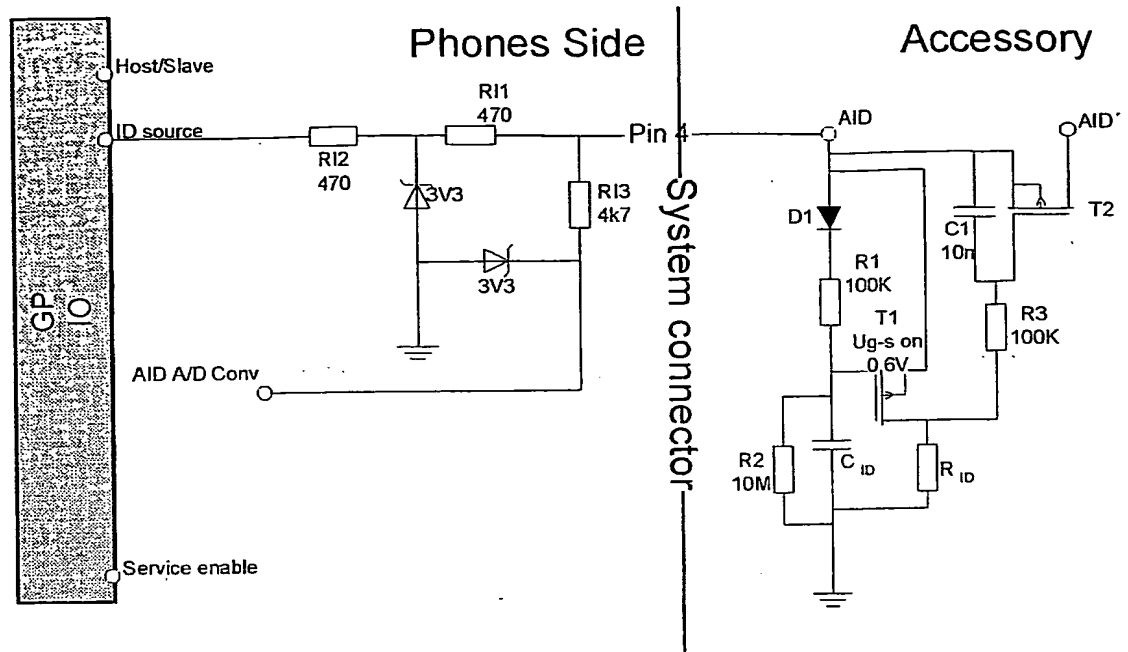 Phones Side
Accessory
Host/Slave
ID source
RI1
470
RI2
470
Pin 4
AID
AID'
3V3
RI3
4k7
3V3
System connector
D1
C1
10n
T2
R1
100K
T1
Ug-s on
0,6V
R3
100K
GP
IO
AID A/D Conv
R2
10M
C ID
R ID
Service enable